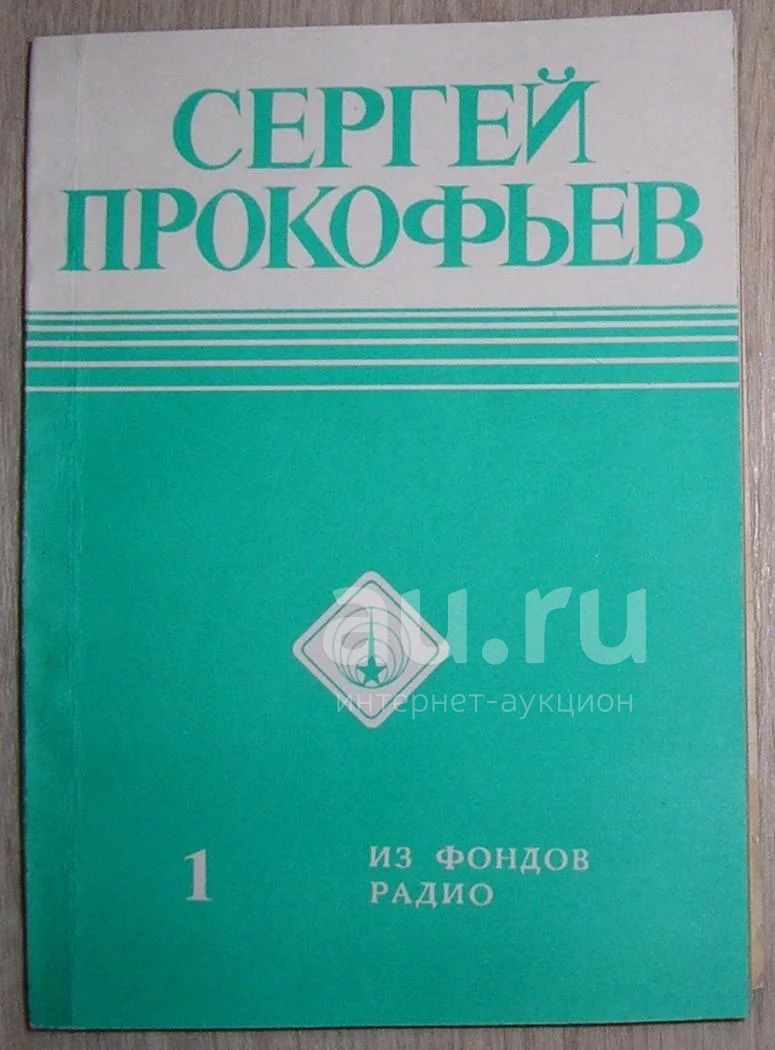 СЕРГЕЙ
ПРОКОФЬЕВ
au.ru
интернет-аукцион
1
ИЗ ФОНДОВ
РАДИО